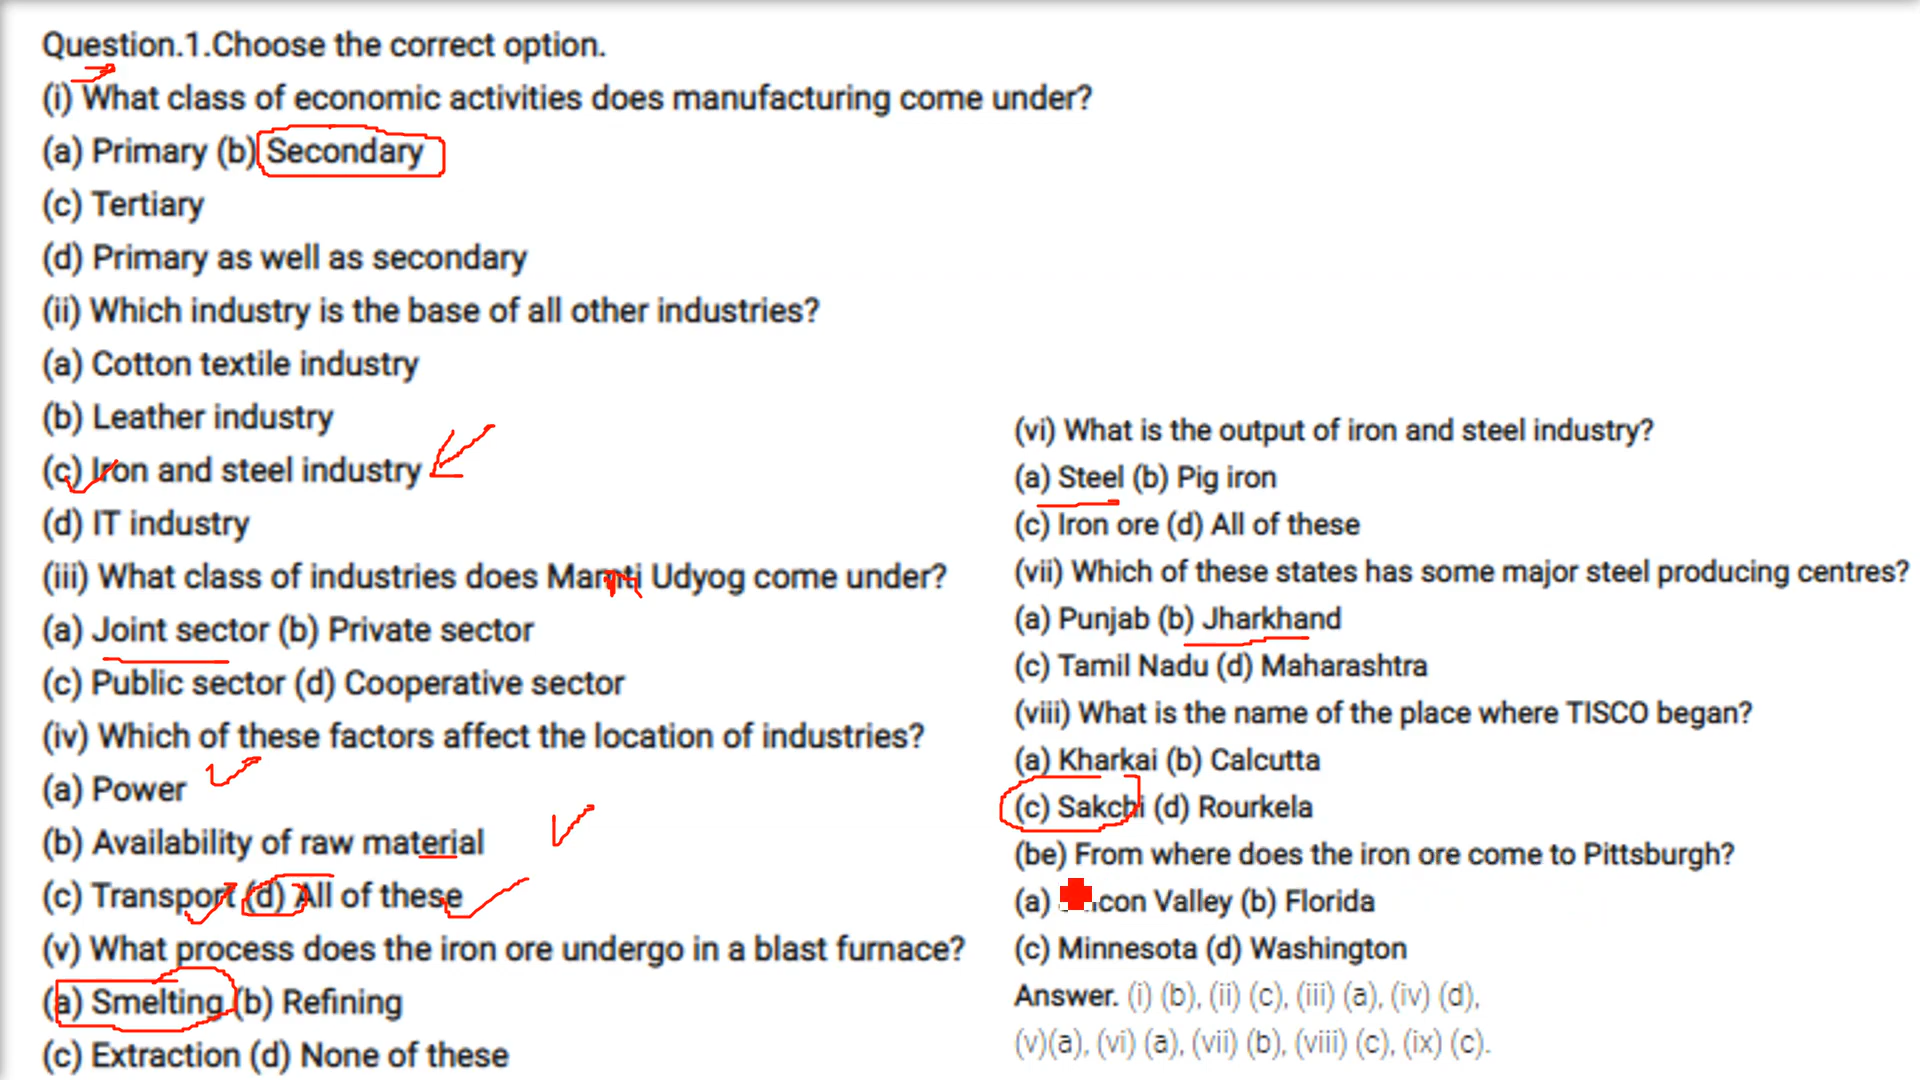 Question.1.Choose the correct option.
(i) What class of economic activities does manufacturing come under?
(a) Primary (b) Secondary
(c) Tertiary
(d) Primary as well as secondary
(ii) Which industry is the base of all other industries?
(a) Cotton textile industry
(b) Leather industry
(c) Iron and steel industry
(d) IT industry
(iii) What class of industries does Udyog come under?
(a) Joint sector (b) Private sector
(c) Public sector (d) Cooperative sector
(iv) Which of these factors affect the location of industries?
(a) Power
(b) Availability of raw material
(c) Transport (d) All of these
(v) What process does the iron ore undergo in a blast furnace?
(a) Smelting (b) Refining
(c) Extraction (d) None of these
(vi) What is the output of iron and steel industry?
(a) Steel (b) Pig iron
(c) Iron ore (d) All of these
(vii) Which of these states has some major steel producing centres?
(a) Punjab (b) Jharkhand
(c) Tamil Nadu (d) Maharashtra
(viii) What is the name of the place where TISCO began?
(a) Kharkai (b) Calcutta
(c) Sakchi (d) Rourkela
(be) From where does the iron ore come to Pittsburgh?
(a) Valley (b) Florida
(c) Minnesota (d) Washington
Answer. (i) (b), (ii) (c), (iii) (a), (iv) (d),
(v)(a), (vi) (a), (vii) (b), (viii) (c), (ix) (c).